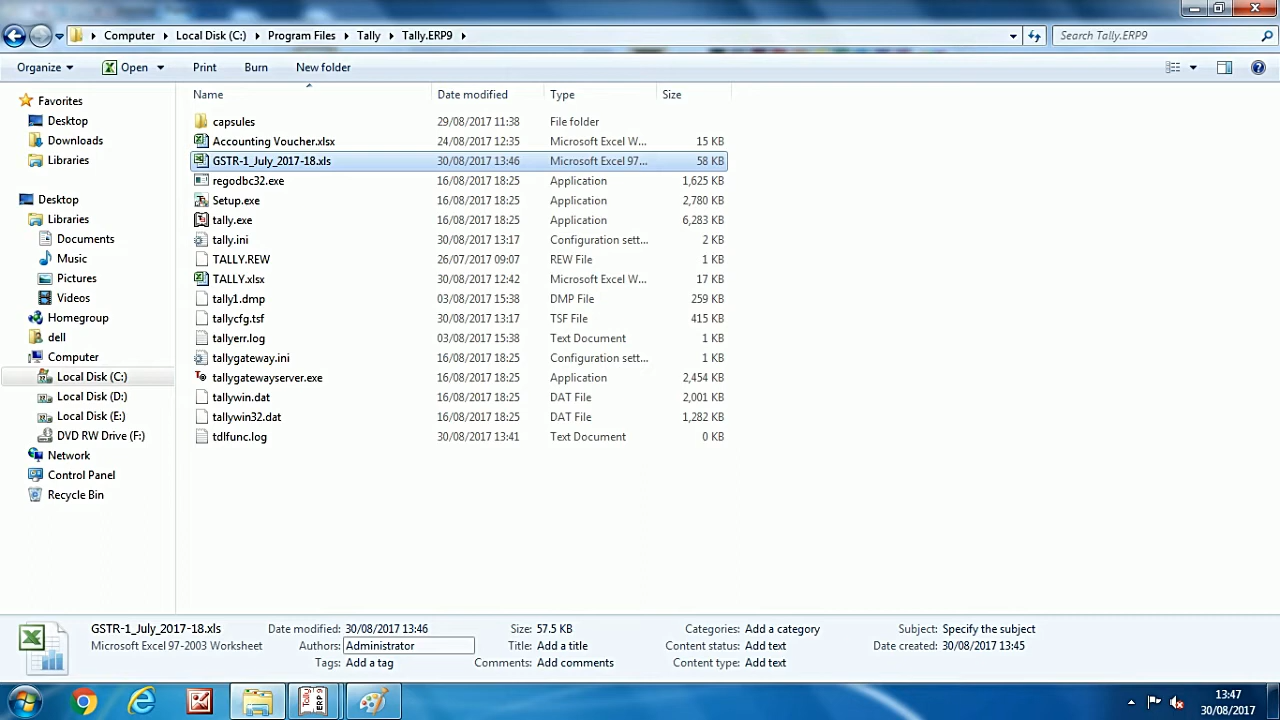 Computer Local Disk (C:) Program Files Tally Tally.ERP9 Search Tally.ERP9
Organize Open Print Burn New folder
Name Date modified Type Size
Favorites
Desktop
Downloads
Libraries
Desktop
Libraries
Documents
Music
Pictures
Videos
Homegroup
dell
Computer
Local Disk (C:)
Local Disk (D:)
Local Disk (E:)
DVD RW Drive (F:)
Network
Control Panel
Recycle Bin
capsules 29/08/2017 11:38 File folder
Accounting Voucher.xlsx 24/08/2017 12:35 Microsoft Excel W... 15 KB
GSTR-1_July_2017-18.xls 30/08/2017 13:46 Microsoft Excel 97... 58 KB
regodbc32.exe 16/08/2017 18:25 Application 1,625 KB
Setup.exe 16/08/2017 18:25 Application 2,780 KB
tally.exe 16/08/2017 18:25 Application 6,283 KB
tally.ini 30/08/2017 13:17 Configuration sett... 2 KB
TALLY.REW 26/07/2017 09:07 REW File 1 KB
TALLY.xlsx 30/08/2017 12:42 Microsoft Excel W... 17 KB
tally1.dmp 03/08/2017 15:38 DMP File 259 KB
tallycfg.tsf 30/08/2017 13:17 TSF File 415 KB
tallyerr.log 03/08/2017 15:38 Text Document 1 KB
tallygateway.ini 16/08/2017 18:25 Configuration sett... 1 KB
tallygatewayserver.exe 16/08/2017 18:25 Application 2,454 KB
tallywin.dat 16/08/2017 18:25 DAT File 2,001 KB
tallywin32.dat 16/08/2017 18:25 DAT File 1,282 KB
tdlfunc.log 30/08/2017 13:41 Text Document 0 KB
GSTR-1_July_2017-18.xls Date modified: 30/08/2017 13:46 Size: 57.5 KB Categories: Add a category Subject: Specify the subject
Microsoft Excel 97-2003 Worksheet Authors: Administrator Title: Add a title Content status: Add text Date created: 30/08/2017 13:45
Tags: Add a tag Comments: Add comments Content type: Add text
ERP 9
13:47
30/08/2017